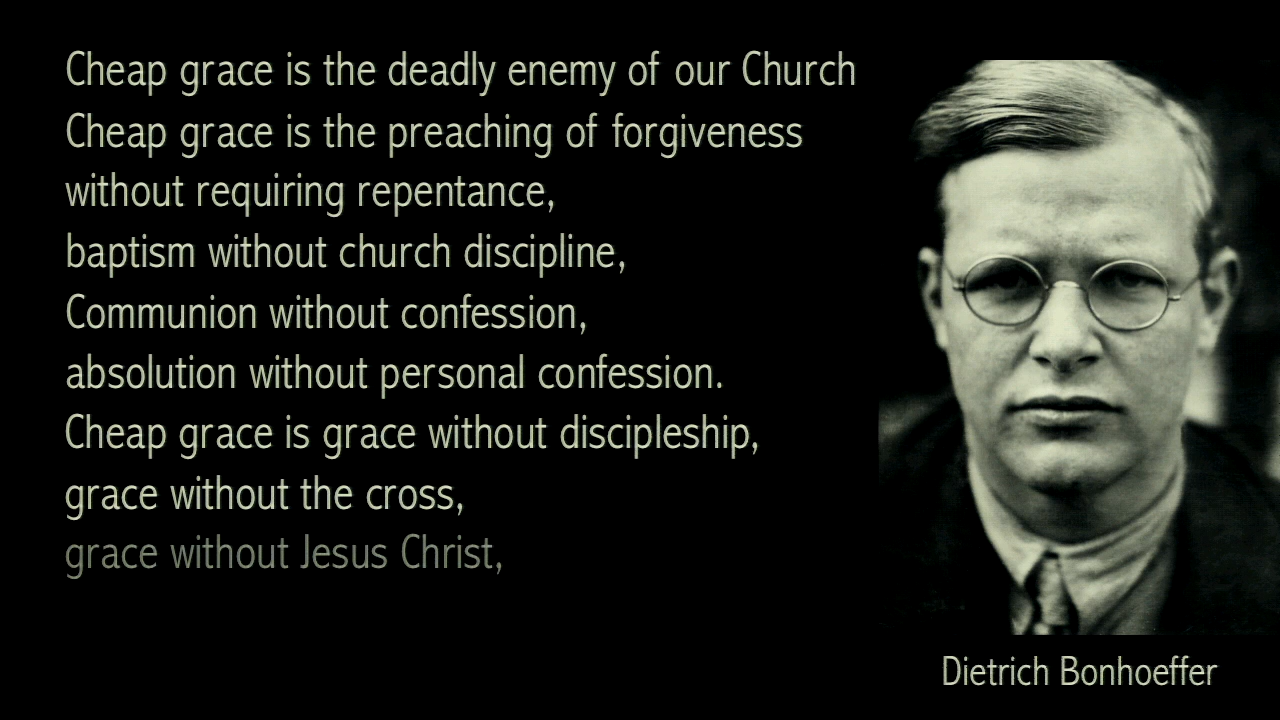 Cheap grace is the deadly enemy of our Church
Cheap grace is the preaching of forgiveness
without requiring repentance,
baptism without church discipline,
Communion without confession,
absolution without personal confession.
Cheap grace is grace without discipleship,
grace without the cross,
grace without Jesus Christ,
Dietrich Bonhoeffer